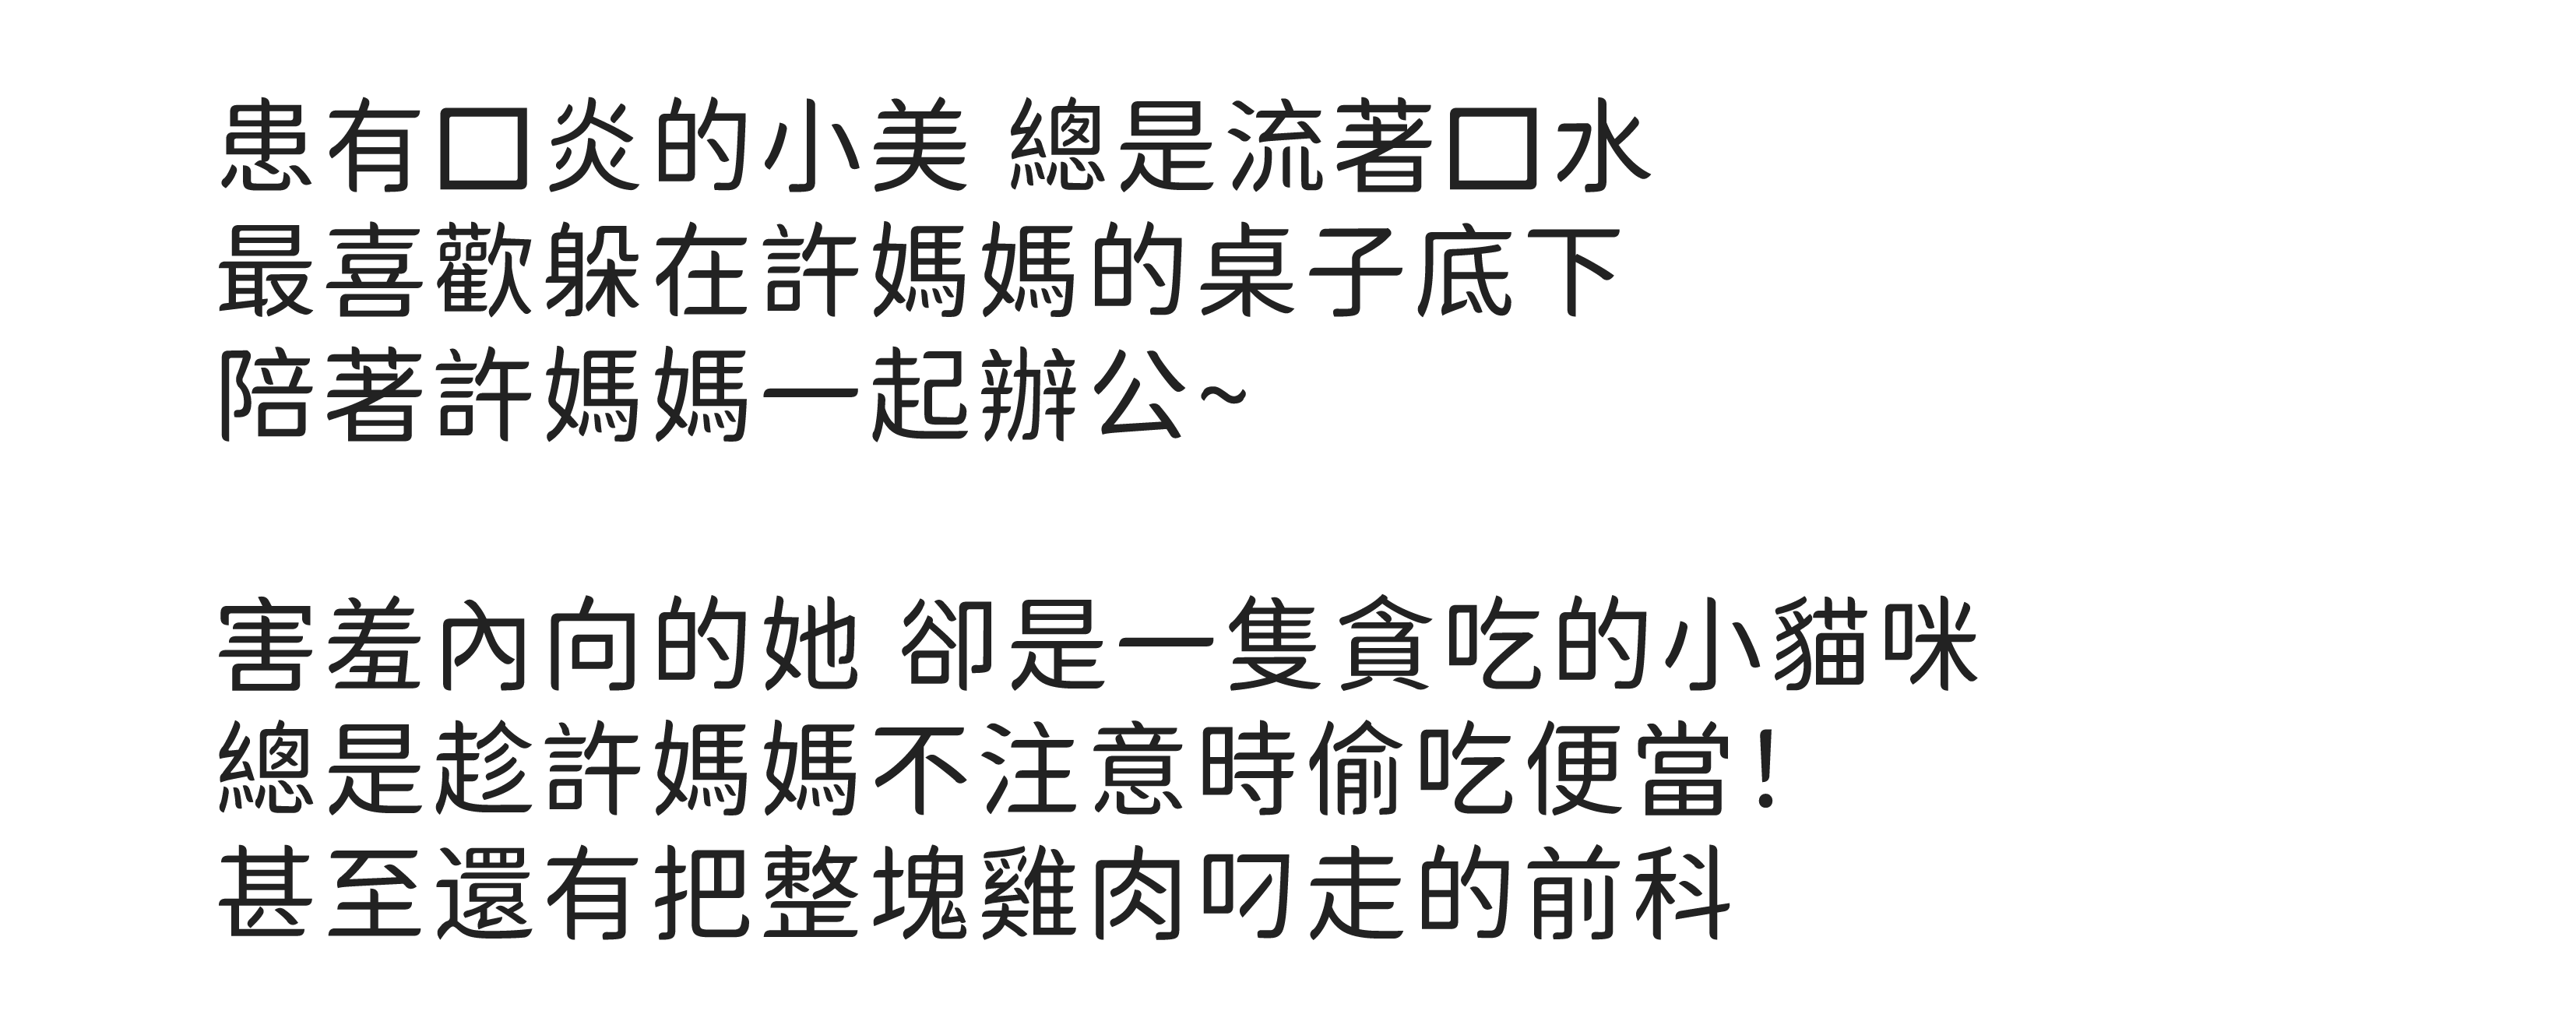 患有口炎的小美 總是流著口水
最喜歡躲在許媽媽的桌子底下
陪著許媽媽一起辦公~
害羞內向的她 卻是一隻貪吃的小貓咪
總是趁許媽媽不注意時偷吃便當!
甚至還有把整塊雞肉叼走的前科